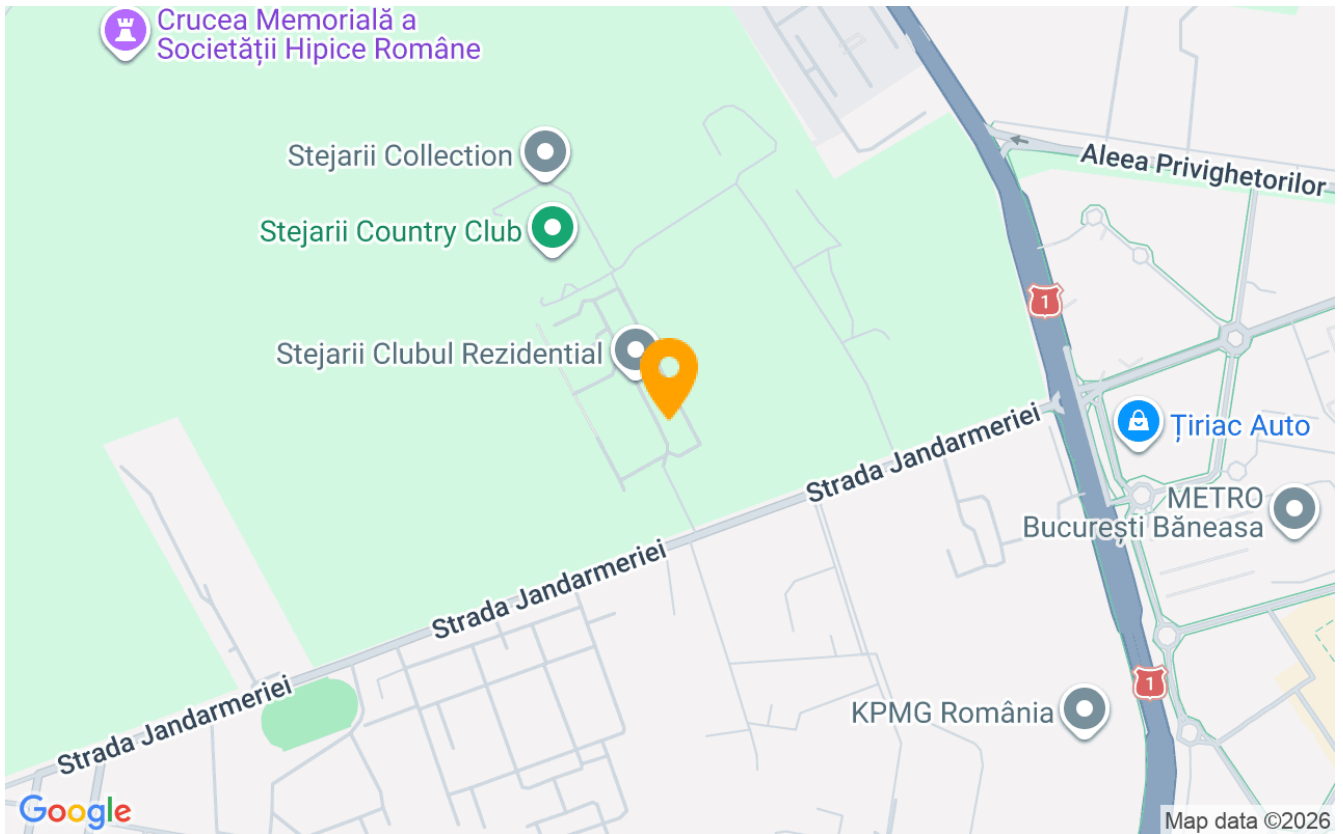 Crucea Memorială a
Societății Hipice Române
Stejarii Collection
Aleea Privighetorilor
Stejarii Country Club
1
Stejarii Clubul Rezidential
Țiriac Auto
Strada Jandarmeriei
METRO
București Băneasa
Strada Jandarmeriei
1
Strada Jandarmeriei
KPMG România
Google
Map data ©2026